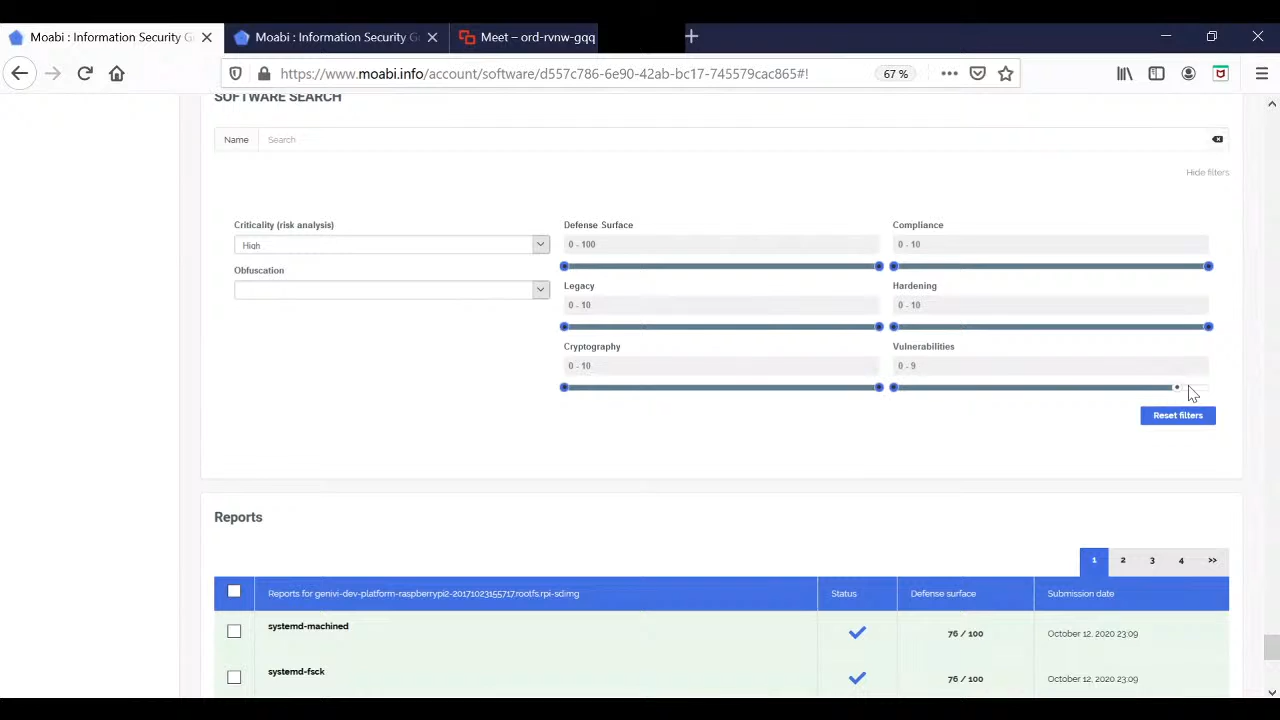 Moabi : Information Security G
Moabi : Information Security G
Meet – ord-rvnw-gqq
https://www.moabi.info/account/software/d557c786-6e90-42ab-bc17-745579cac865#!
67 %
SOFTWARE SEARCH
Name
Search
Hide filters
Criticality (risk analysis)
Defense Surface
Compliance
High
0 - 100
0 - 10
Obfuscation
Legacy
Hardening
0 - 10
0 - 10
Cryptography
Vulnerabilities
0 - 10
0 - 9
Reset filters
Reports
1 2 3 4 >>
Reports for genivi-dev-platform-raspberrypi2-20171023155717.rootfs.rpi-sdimg
Status
Defense surface
Submission date
systemd-machined
76 / 100
October 12, 2020 23:09
systemd-fsck
76 / 100
October 12, 2020 23:09